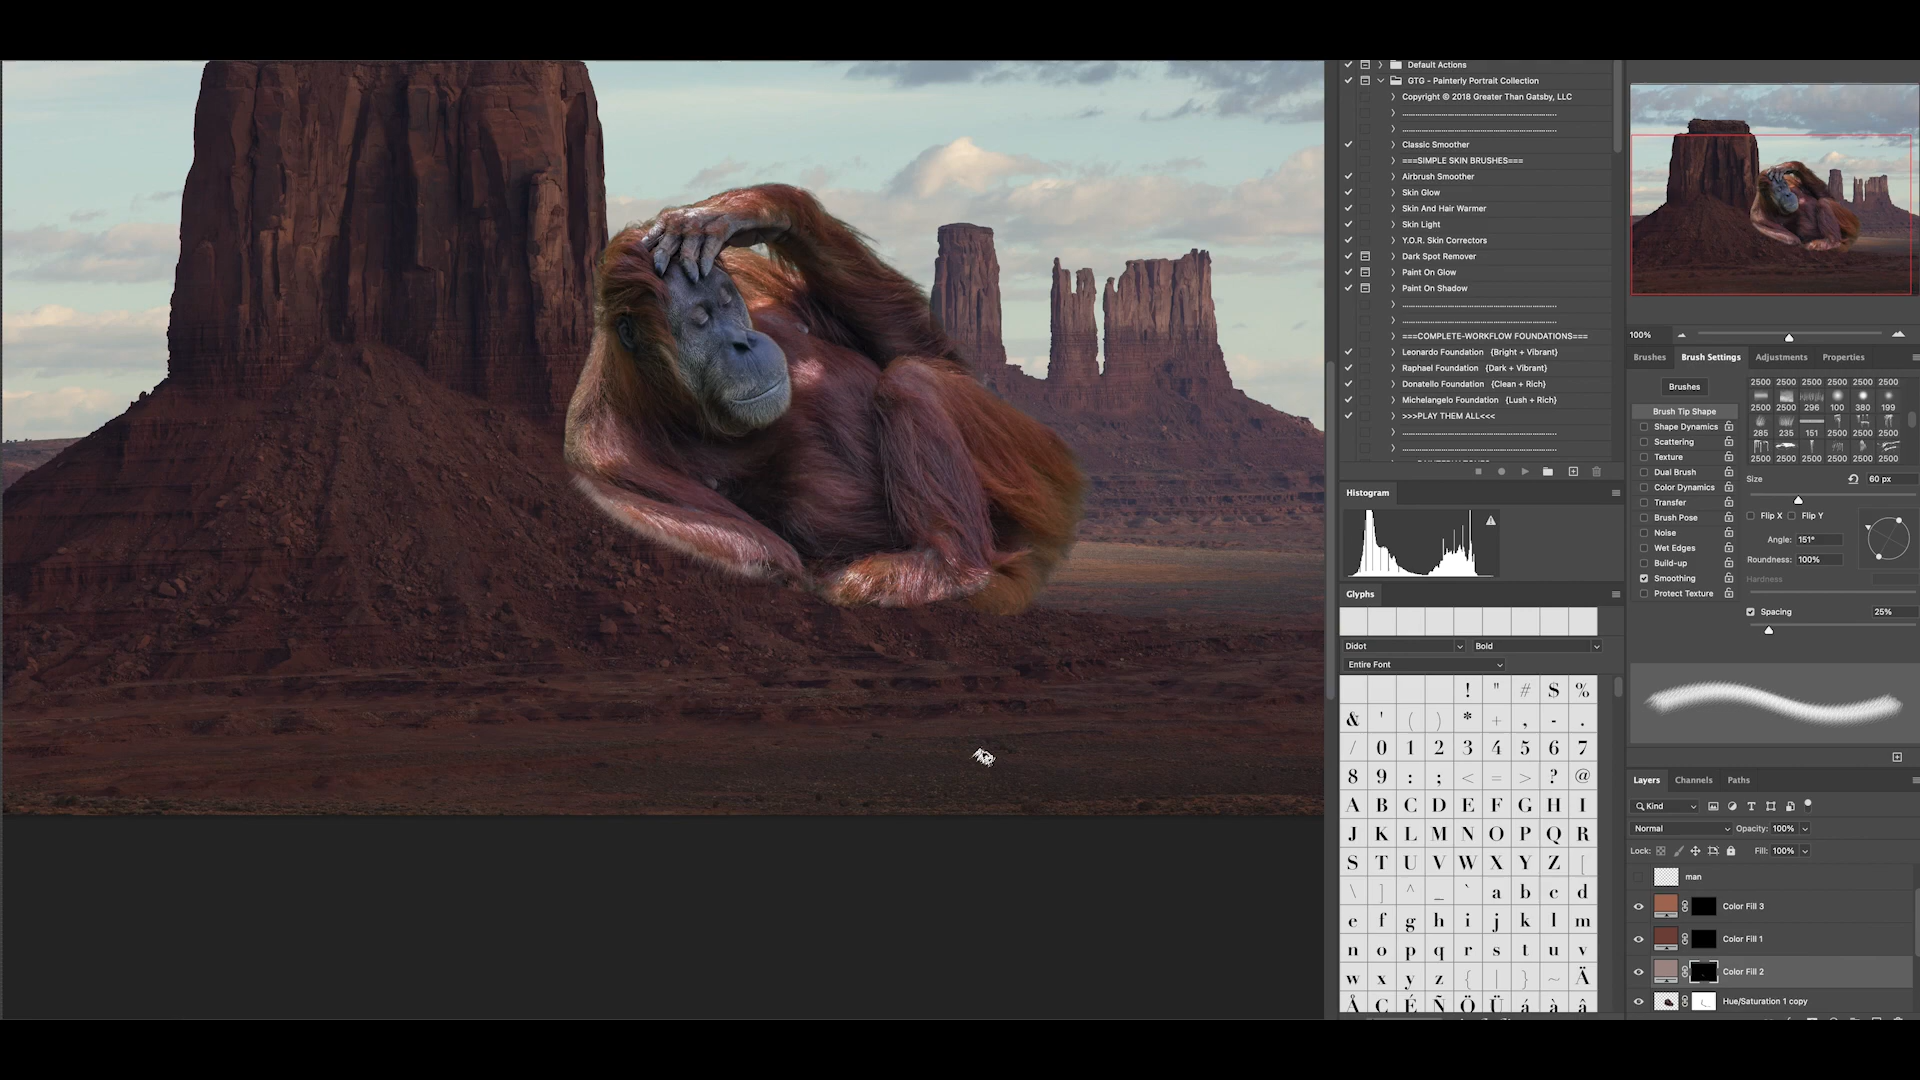 Default Actions
GTG - Painterly Portrait Collection
Copyright © 2018 Greater Than Gatsby, LLC
Classic Smoother
===SIMPLE SKIN BRUSHES===
Airbrush Smoother
Skin Glow
Skin And Hair Warmer
Skin Light
Y.O.R. Skin Correctors
Dark Spot Remover
Paint On Glow
Paint On Shadow
===COMPLETE-WORKFLOW FOUNDATIONS===
Leonardo Foundation {Bright + Vibrant}
Raphael Foundation {Dark + Vibrant}
Donatello Foundation {Clean + Rich}
Michelangelo Foundation {Lush + Rich}
>>>PLAY THEM ALL<<<
Histogram
Glyphs
Didot
Bold
Entire Font
! " # $ %
& ' ( ) * + , - .
/ 0 1 2 3 4 5 6 7
8 9 : ; < = > ? @
A B C D E F G H I
J K L M N O P Q R
S T U V W X Y Z [
\ ] ^ _ ` a b c d
e f g h i j k l m
n o p q r s t u v
w x y z { | } ~ Ä
Å Ç É Ñ Ö Ü á à â
100%
Brushes Brush Settings Adjustments Properties
Brushes
Brush Tip Shape
Shape Dynamics
Scattering
Texture
Dual Brush
Color Dynamics
Transfer
Brush Pose
Noise
Wet Edges
Build-up
Smoothing
Protect Texture
2500 2500 2500 2500 2500 2500
2500 2500 296 100 380 199
285 235 151 2500 2500 2500
2500 2500 2500 2500 2500 2500
Size 60 px
Flip X Flip Y
Angle: 151°
Roundness: 100%
Hardness
Spacing 25%
Layers Channels Paths
Kind
Normal Opacity: 100%
Lock: Fill: 100%
man
Color Fill 3
Color Fill 1
Color Fill 2
Hue/Saturation 1 copy